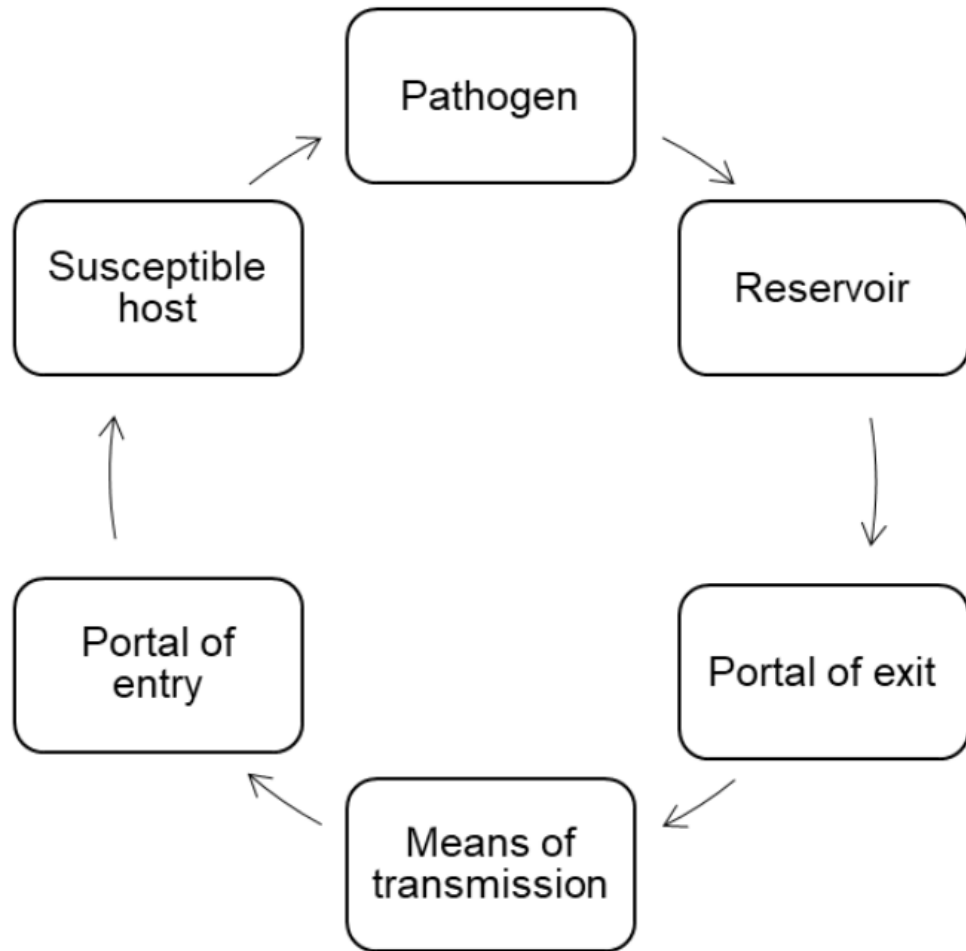 Pathogen
Reservoir
Portal of exit
Means of
transmission
Portal of
entry
Susceptible
host